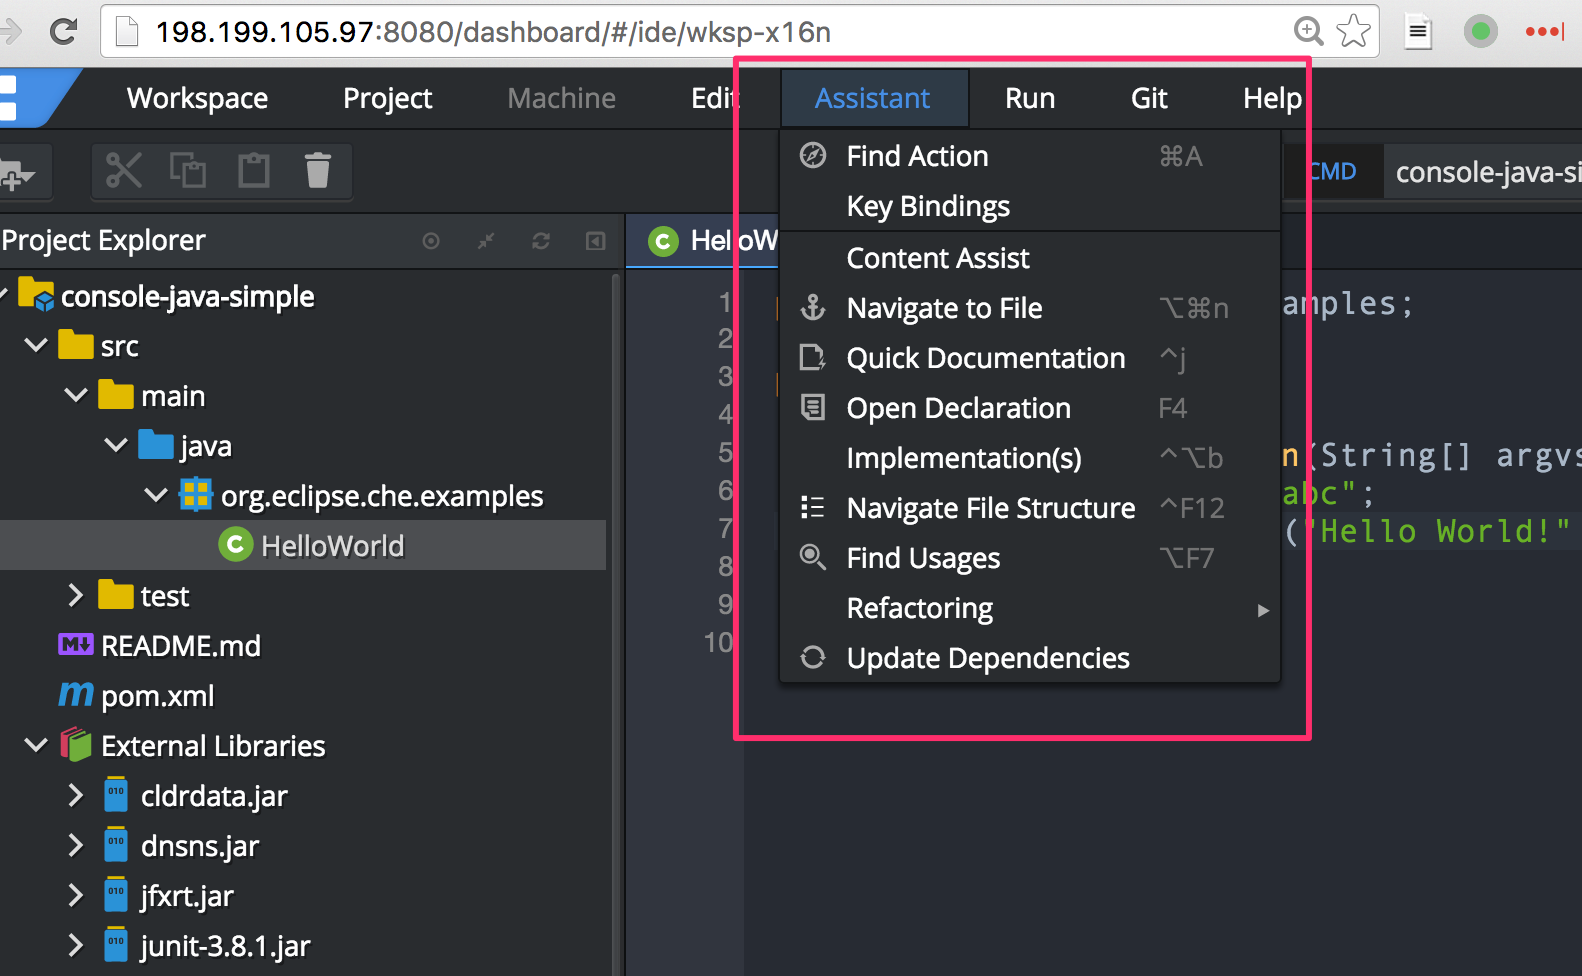 198.199.105.97:8080/dashboard/#/ide/wksp-x16n
Workspace Project Machine Edit Assistant Run Git Help
CMD console-java-si
Project Explorer
HelloW
console-java-simple
src
main
java
org.eclipse.che.examples
HelloWorld
test
README.md
pom.xml
External Libraries
010 cldrdata.jar
010 dnsns.jar
010 jfxrt.jar
010 junit-3.8.1.jar
Find Action ⌘A
Key Bindings
Content Assist
Navigate to File ⌥⌘n
Quick Documentation ^j
Open Declaration F4
Implementation(s) ^⌥b
Navigate File Structure ^F12
Find Usages ⌥F7
Refactoring
Update Dependencies
1 amples;
2
3
4
5 n(String[] argvs
6 abc";
7 ("Hello World!"
8
9
10